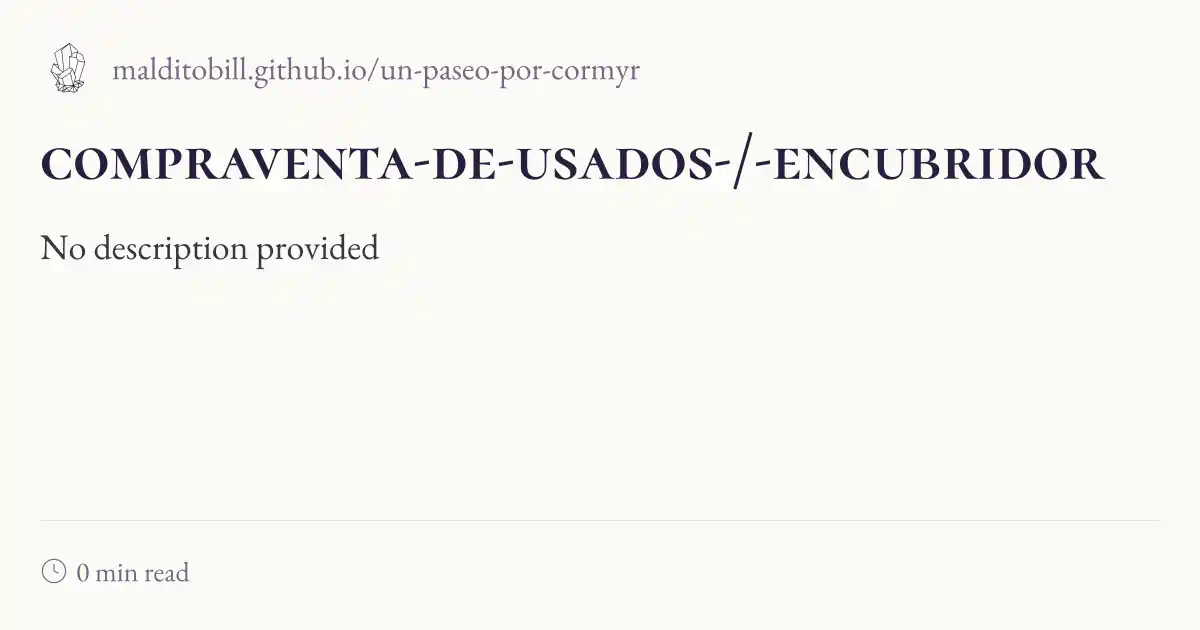 malditobill.github.io/un-paseo-por-cormyr
COMPRAVENTA-DE-USADOS-/-ENCUBRIDOR
No description provided
0 min read